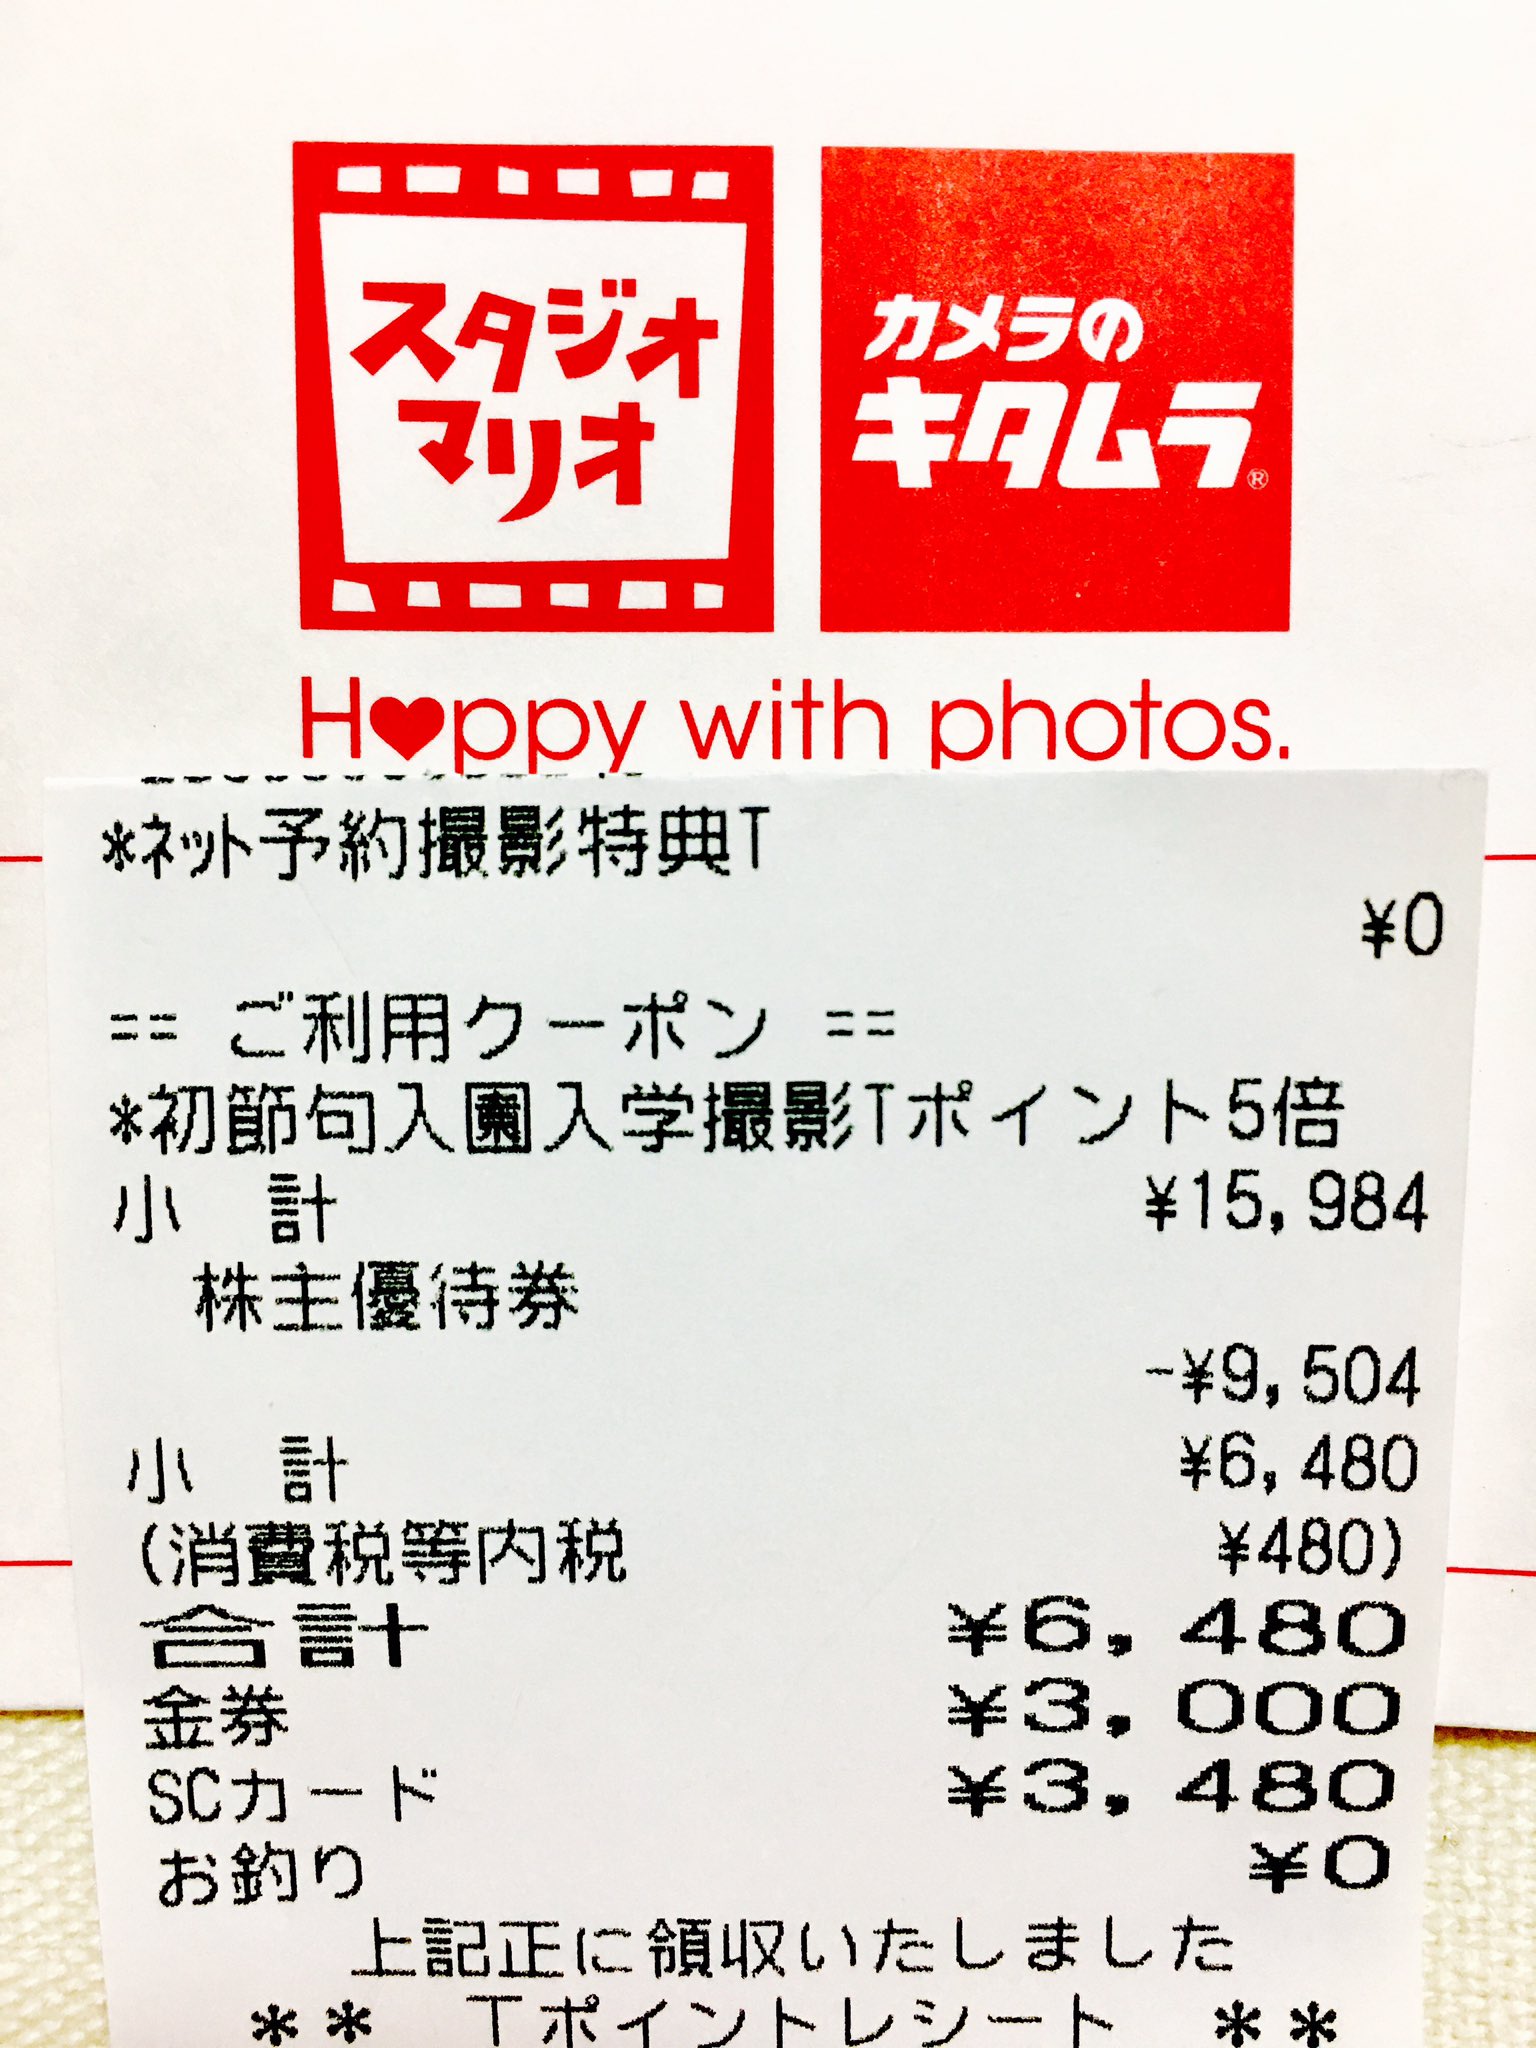 スタジオ
マリオ
カメラの
キタムラ®
H♥ppy with photos.
*ネット予約撮影特典T
¥0
== ご利用クーポン ==
*初節句入園入学撮影Tポイント5倍
小 計 ¥15,984
株主優待券
-¥9,504
小 計 ¥6,480
(消費税等内税 ¥480)
合計 ¥6,480
金券 ¥3,000
SCカード ¥3,480
お釣り ¥0
上記正に領収いたしました
** Tポイントレシート **